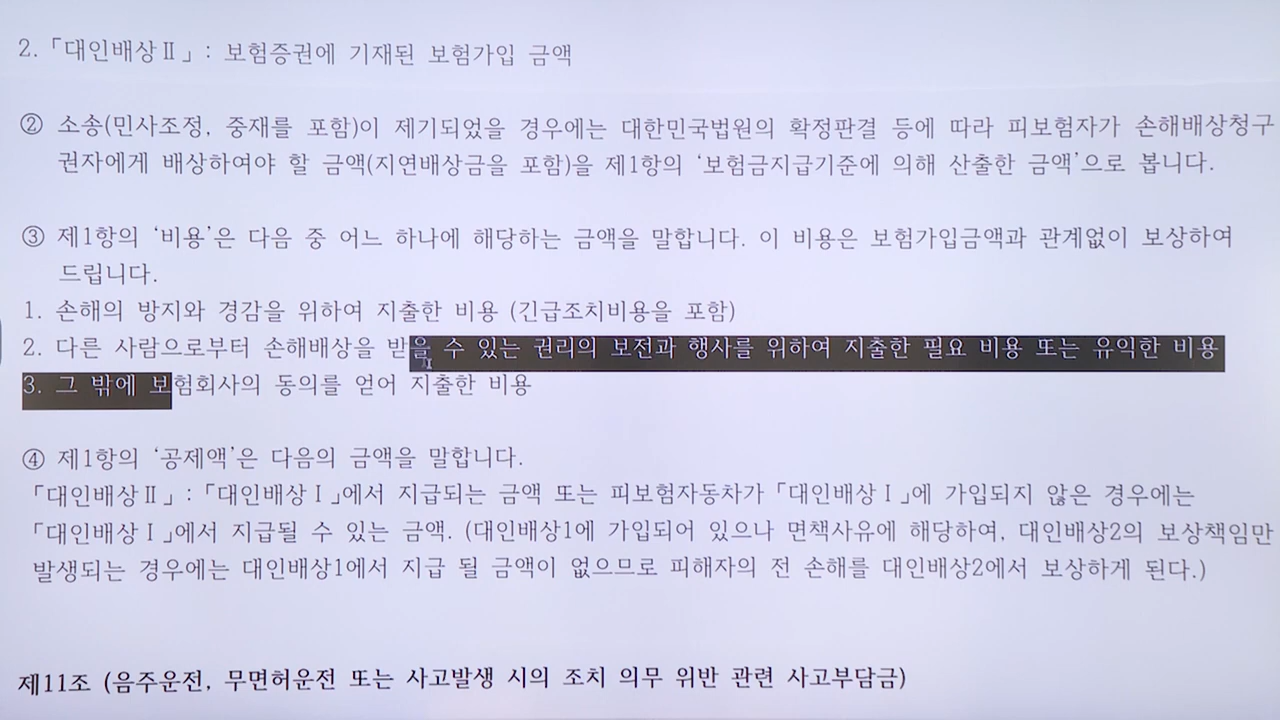 2.「대인배상Ⅱ」: 보험증권에 기재된 보험가입 금액
② 소송(민사조정, 중재를 포함)이 제기되었을 경우에는 대한민국법원의 확정판결 등에 따라 피보험자가 손해배상청구
권자에게 배상하여야 할 금액(지연배상금을 포함)을 제1항의 ‘보험금지급기준에 의해 산출한 금액’으로 봅니다.
③ 제1항의 ‘비용’은 다음 중 어느 하나에 해당하는 금액을 말합니다. 이 비용은 보험가입금액과 관계없이 보상하여
드립니다.
1. 손해의 방지와 경감을 위하여 지출한 비용 (긴급조치비용을 포함)
2. 다른 사람으로부터 손해배상을 받을 수 있는 권리의 보전과 행사를 위하여 지출한 필요 비용 또는 유익한 비용
3. 그 밖에 보험회사의 동의를 얻어 지출한 비용
④ 제1항의 ‘공제액’은 다음의 금액을 말합니다.
「대인배상Ⅱ」:「대인배상Ⅰ」에서 지급되는 금액 또는 피보험자동차가「대인배상Ⅰ」에 가입되지 않은 경우에는
「대인배상Ⅰ」에서 지급될 수 있는 금액. (대인배상1에 가입되어 있으나 면책사유에 해당하여, 대인배상2의 보상책임만
발생되는 경우에는 대인배상1에서 지급 될 금액이 없으므로 피해자의 전 손해를 대인배상2에서 보상하게 된다.)
제11조 (음주운전, 무면허운전 또는 사고발생 시의 조치 의무 위반 관련 사고부담금)